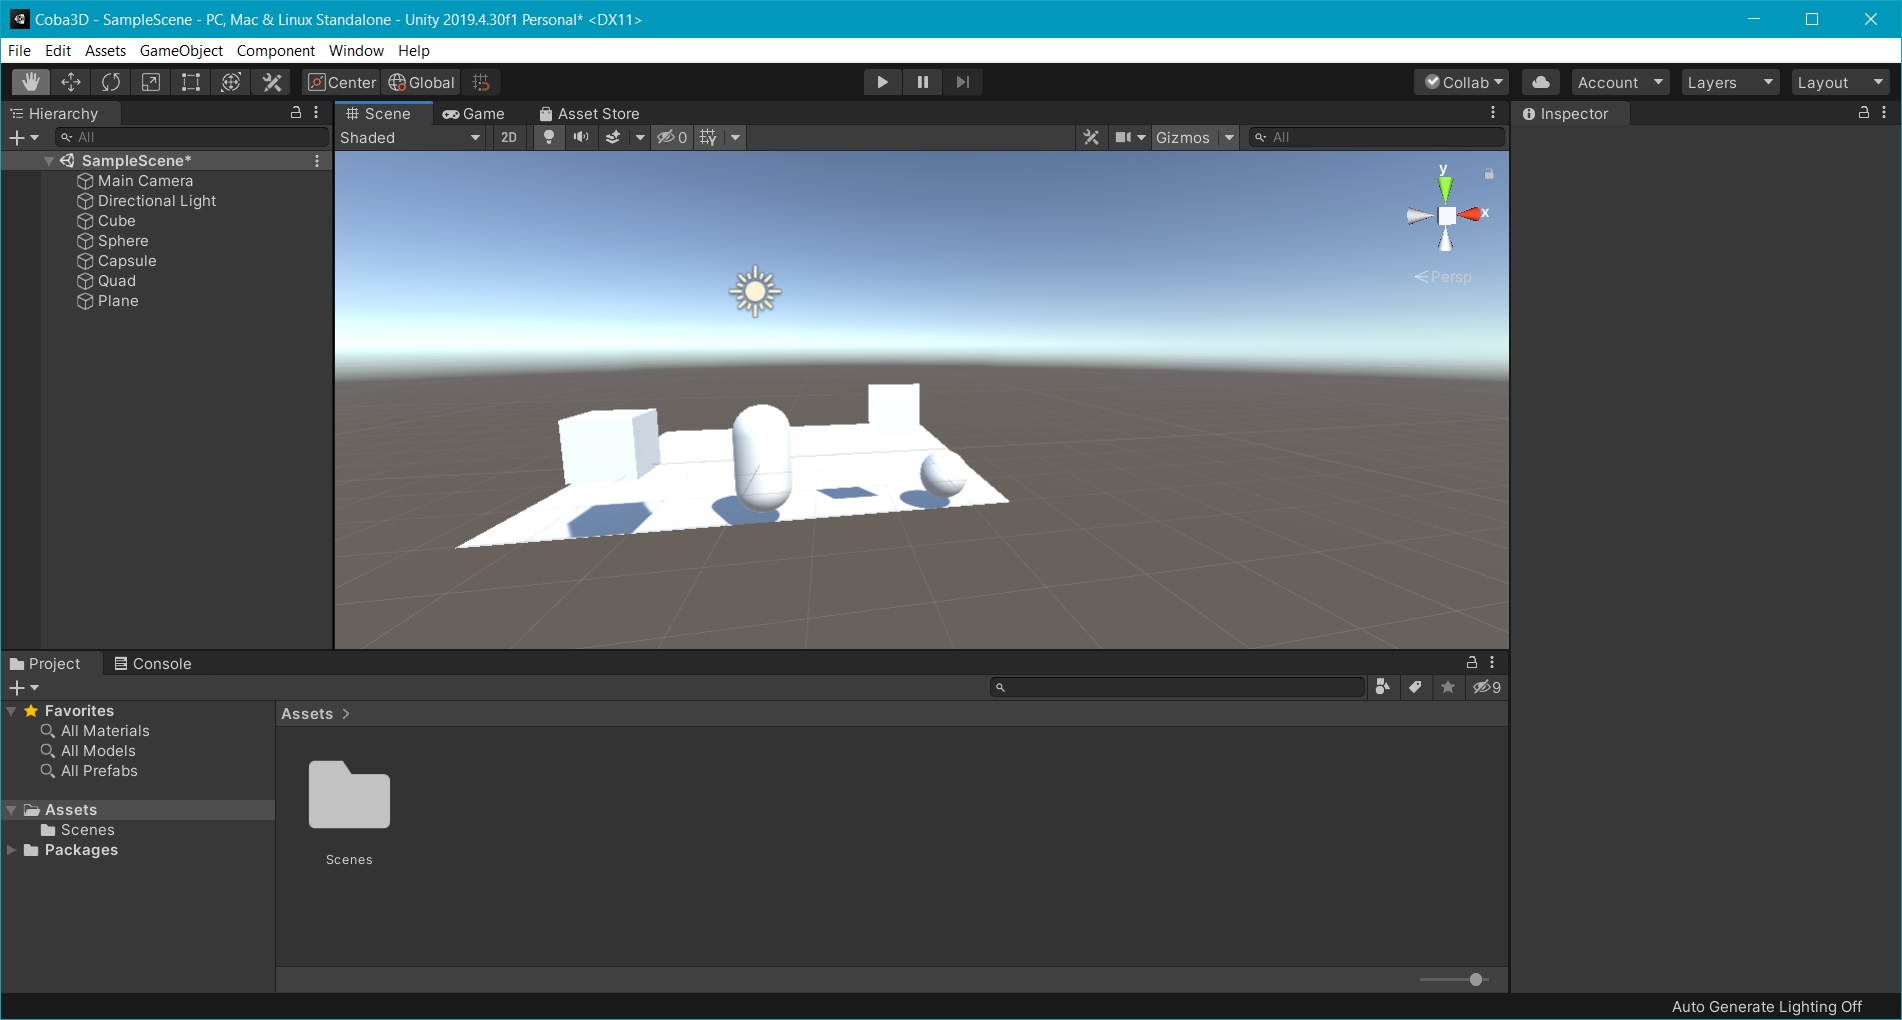 Coba3D - SampleScene - PC, Mac & Linux Standalone - Unity 2019.4.30f1 Personal* <DX11>
File Edit Assets GameObject Component Window Help
Center Global Collab Account Layers Layout
Hierarchy
All
SampleScene*
Main Camera
Directional Light
Cube
Sphere
Capsule
Quad
Plane
Scene Game Asset Store
Shaded 2D 0 Gizmos All
y
x
Persp
Inspector
Project Console
9
Favorites
All Materials
All Models
All Prefabs
Assets
Scenes
Packages
Assets
Scenes
Auto Generate Lighting Off